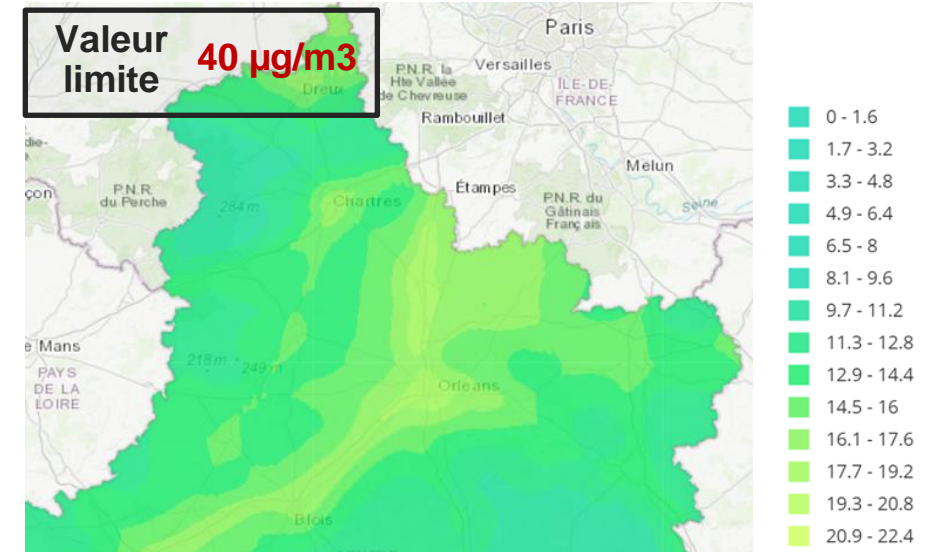 Valeur
limite
40 µg/m3
Paris
Versailles
P.N.R. la
Hte Vallée
de Chevreuse
ÎLE-DE-
FRANCE
Dreux
Rambouillet
die-
Melun
çon
P.N.R.
du Perche
Étampes
P.N.R. du
Gâtinais
Français
Seine
284 m
Chartres
e Mans
218 m
249 m
PAYS
DE LA
LOIRE
Orléans
Blois
0 - 1.6
1.7 - 3.2
3.3 - 4.8
4.9 - 6.4
6.5 - 8
8.1 - 9.6
9.7 - 11.2
11.3 - 12.8
12.9 - 14.4
14.5 - 16
16.1 - 17.6
17.7 - 19.2
19.3 - 20.8
20.9 - 22.4